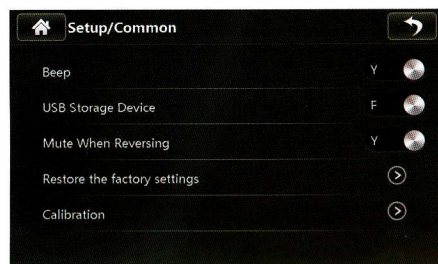 Setup/Common
Beep Y
USB Storage Device F
Mute When Reversing Y
Restore the factory settings
Calibration